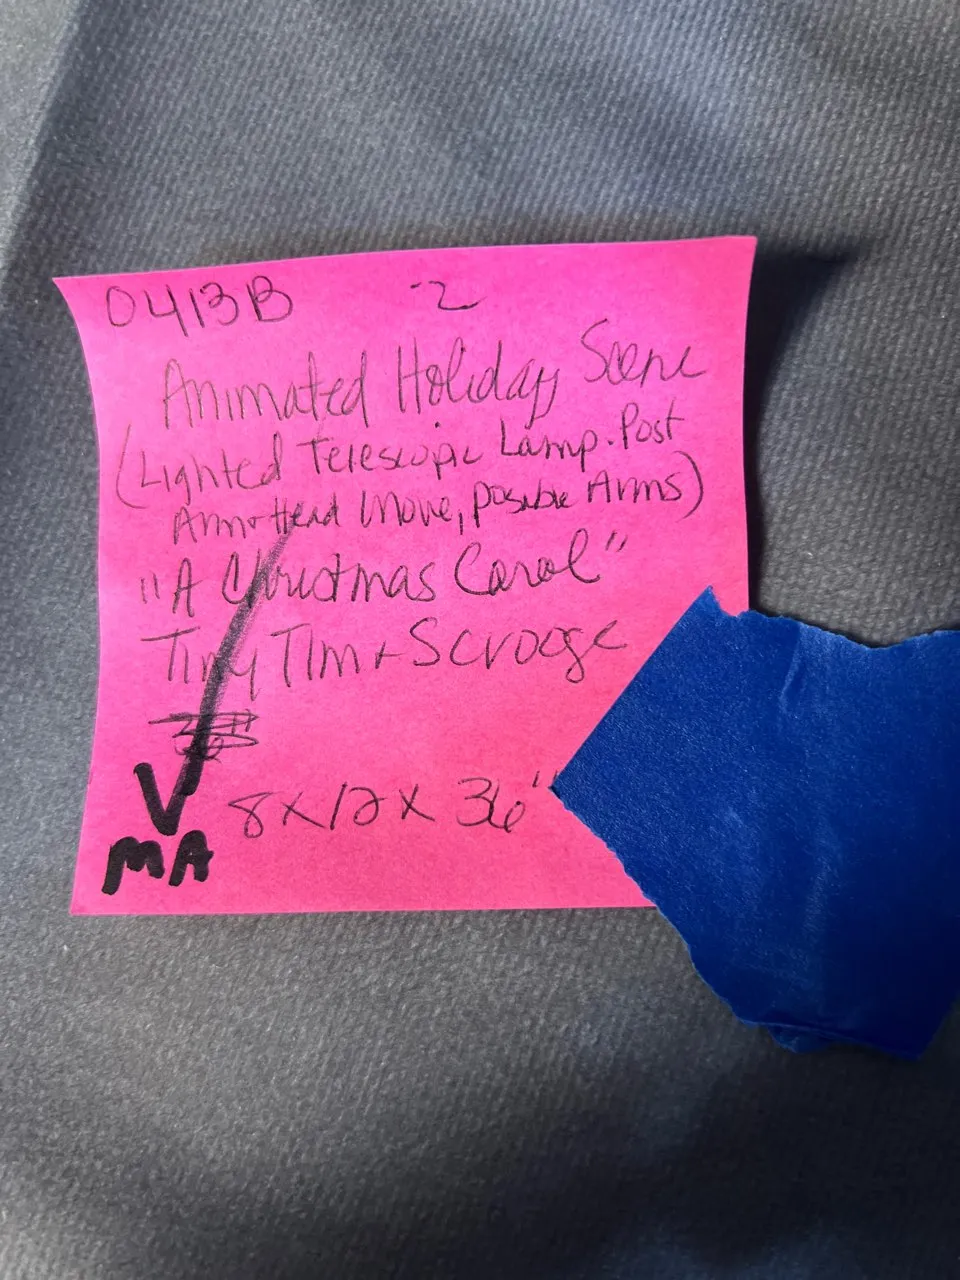 0413B -2
Animated Holiday Scene
(Lighted Telescopic Lamp.Post
Arm+Head Move, posable Arms)
"A Christmas Carol"
Tiny Tim + Scrooge
8x12x36"
MA